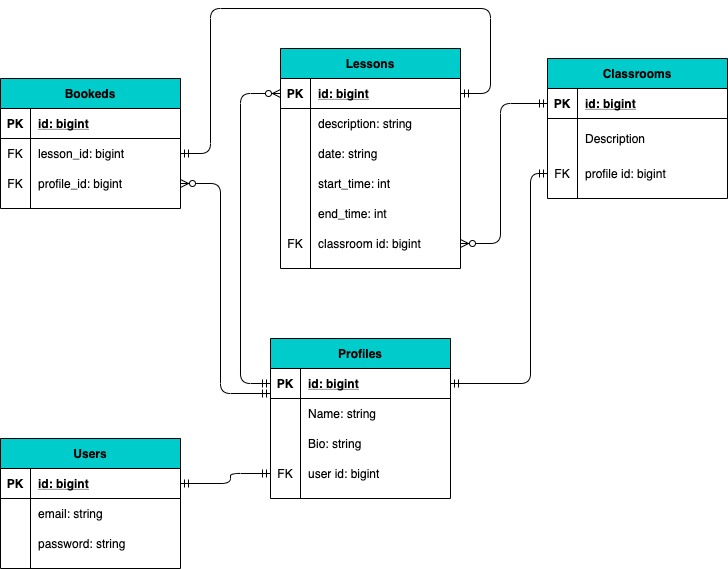 Lessons
PK id: bigint
description: string
date: string
start_time: int
end_time: int
FK classroom id: bigint
Classrooms
PK id: bigint
Description
FK profile id: bigint
Bookeds
PK id: bigint
FK lesson_id: bigint
FK profile_id: bigint
Profiles
PK id: bigint
Name: string
Bio: string
FK user id: bigint
Users
PK id: bigint
email: string
password: string